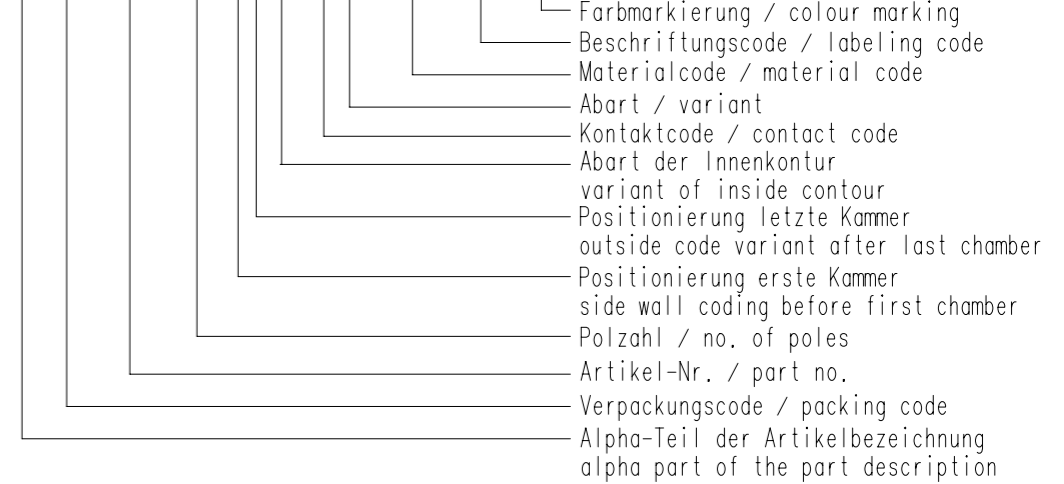 Farbmarkierung / colour marking
Beschriftungscode / labeling code
Materialcode / material code
Abart / variant
Kontaktcode / contact code
Abart der Innenkontur
variant of inside contour
Positionierung letzte Kammer
outside code variant after last chamber
Positionierung erste Kammer
side wall coding before first chamber
Polzahl / no. of poles
Artikel-Nr. / part no.
Verpackungscode / packing code
Alpha-Teil der Artikelbezeichnung
alpha part of the part description